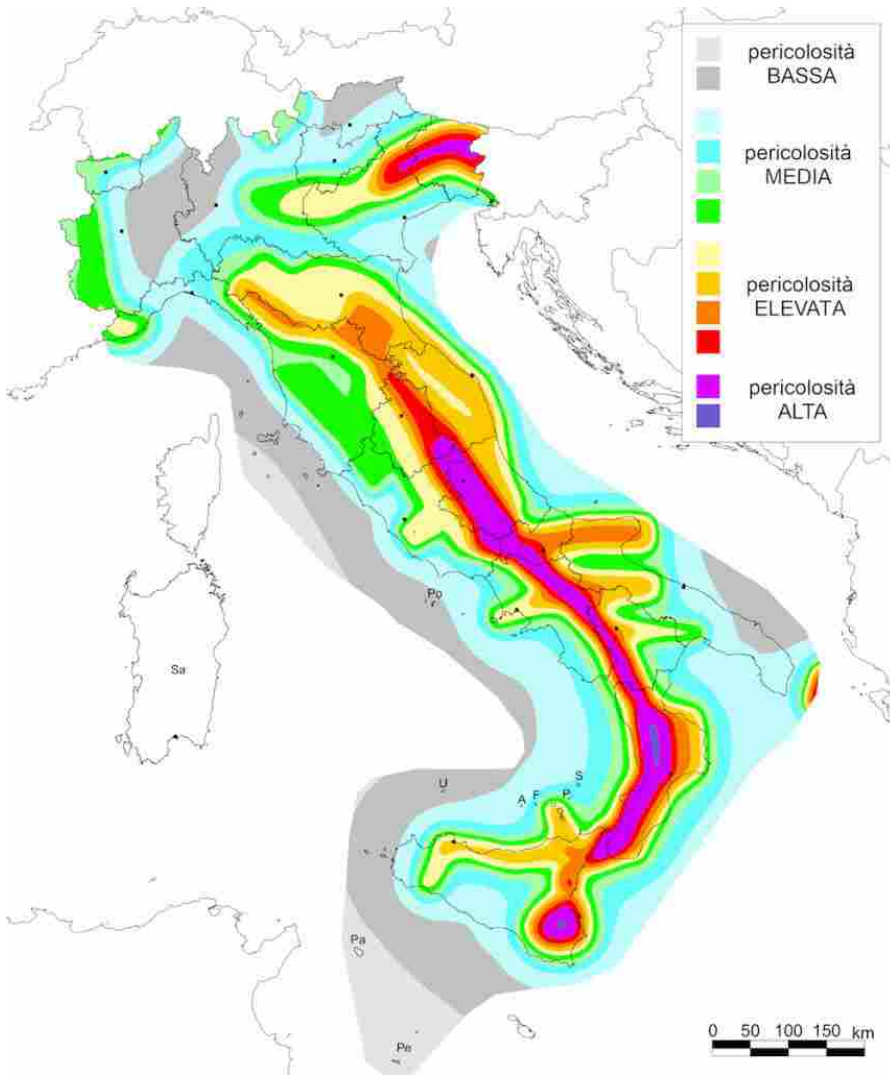 pericolosità
BASSA
pericolosità
MEDIA
pericolosità
ELEVATA
pericolosità
ALTA
Po
Sa
S
U
A F P
Pa
Pe
0 50 100 150 km